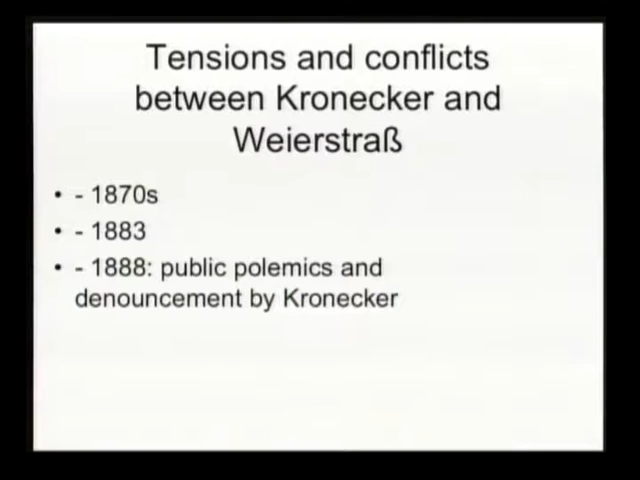 Tensions and conflicts
between Kronecker and
Weierstraß
• - 1870s
• - 1883
• - 1888: public polemics and
denouncement by Kronecker